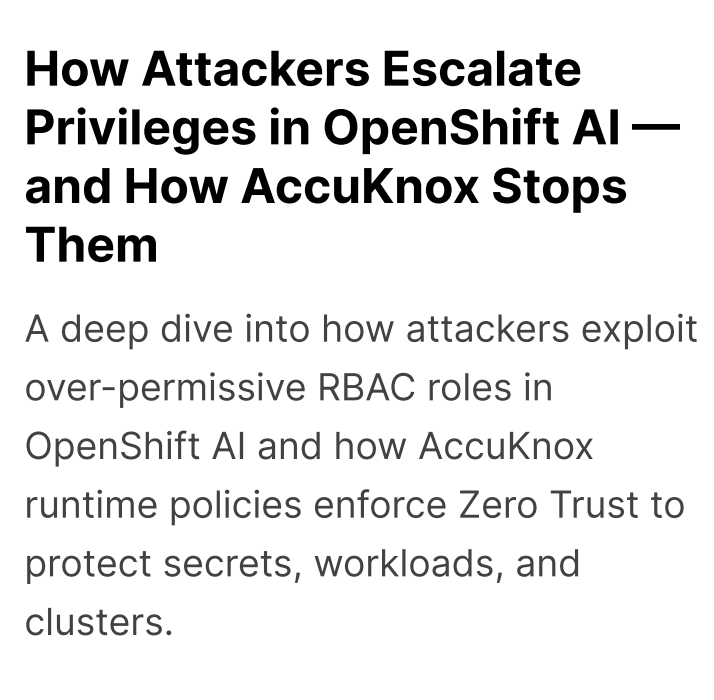 How Attackers Escalate
Privileges in OpenShift AI —
and How AccuKnox Stops
Them
A deep dive into how attackers exploit
over-permissive RBAC roles in
OpenShift AI and how AccuKnox
runtime policies enforce Zero Trust to
protect secrets, workloads, and
clusters.